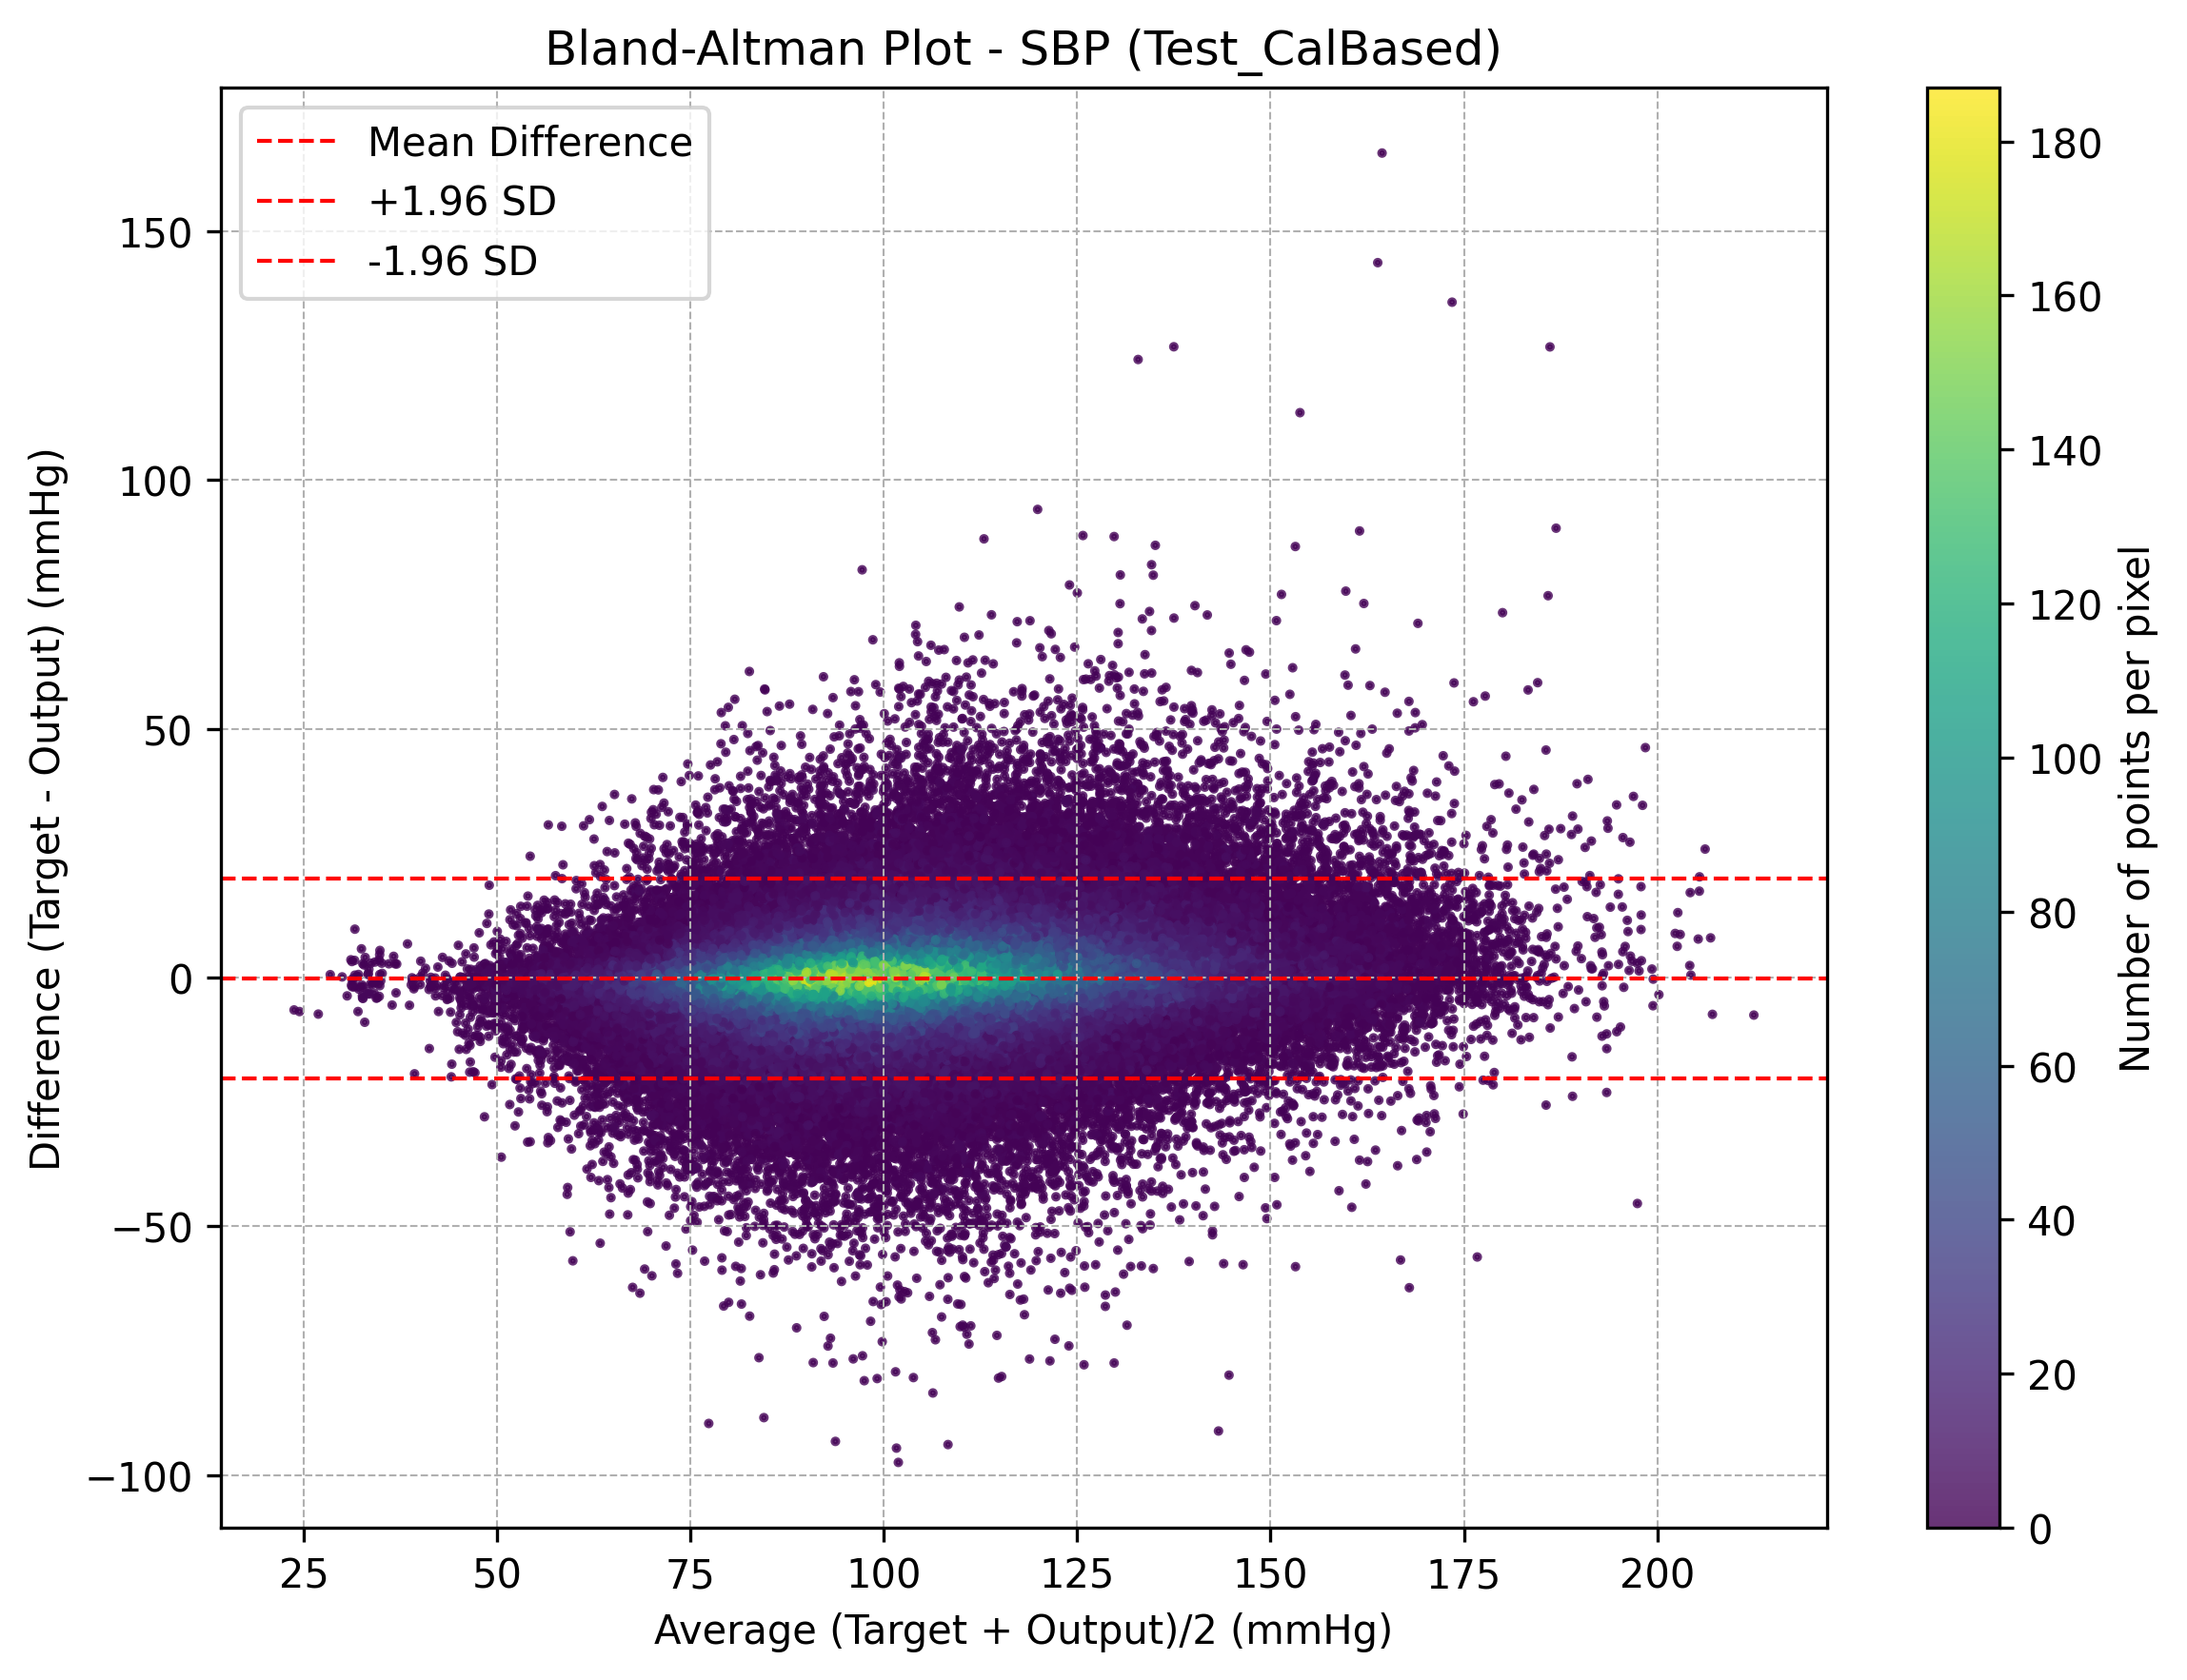 Bland-Altman Plot - SBP (Test_CalBased)
Mean Difference
+1.96 SD
-1.96 SD
Difference (Target - Output) (mmHg)
150
100
50
0
−50
−100
25 50 75 100 125 150 175 200
Average (Target + Output)/2 (mmHg)
180
160
140
120
100
80
60
40
20
0
Number of points per pixel